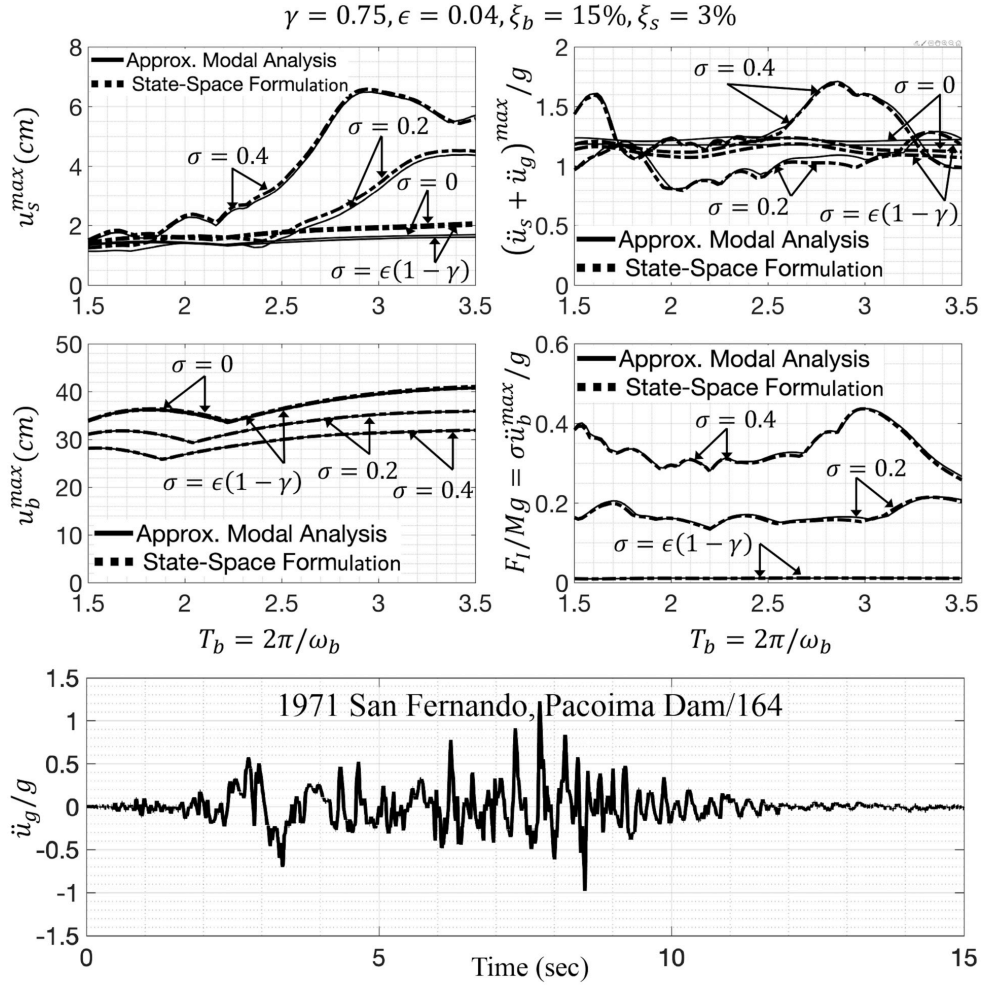 γ = 0.75, ϵ = 0.04, ξ_b = 15%, ξ_s = 3%
u_s^max (cm)
8
6
4
2
0
Approx. Modal Analysis
State-Space Formulation
σ = 0.4
σ = 0.2
σ = 0
σ = ϵ(1 − γ)
1.5 2 2.5 3 3.5
(ü_s + ü_g)^max/g
2
1.5
1
0.5
0
σ = 0.4
σ = 0
σ = 0.2
σ = ϵ(1 − γ)
Approx. Modal Analysis
State-Space Formulation
1.5 2 2.5 3 3.5
u_b^max (cm)
50
40
30
20
10
0
σ = 0
σ = 0.2
σ = ϵ(1 − γ)
σ = 0.4
Approx. Modal Analysis
State-Space Formulation
1.5 2 2.5 3 3.5
T_b = 2π/ω_b
F_I/Mg = σü_b^max/g
0.6
0.4
0.2
0
Approx. Modal Analysis
State-Space Formulation
σ = 0.4
σ = 0.2
σ = ϵ(1 − γ)
1.5 2 2.5 3 3.5
T_b = 2π/ω_b
ü_g/g
1.5
1
0.5
0
-0.5
-1
-1.5
1971 San Fernando, Pacoima Dam/164
0 5 10 15
Time (sec)